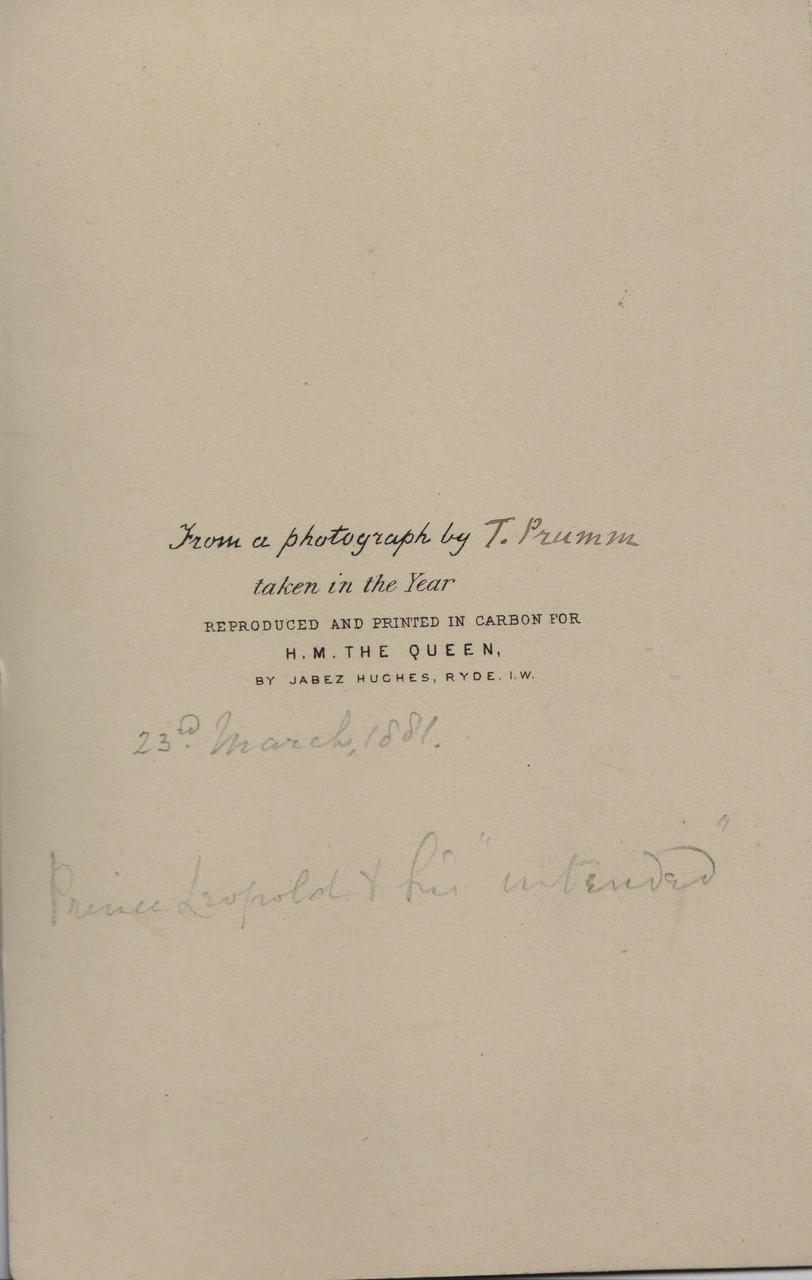 From a photograph by T. Prumm
taken in the Year
REPRODUCED AND PRINTED IN CARBON FOR
H. M. THE QUEEN,
BY JABEZ HUGHES, RYDE. I.W.
23rd March, 1881.
Prince Leopold & his "intended"